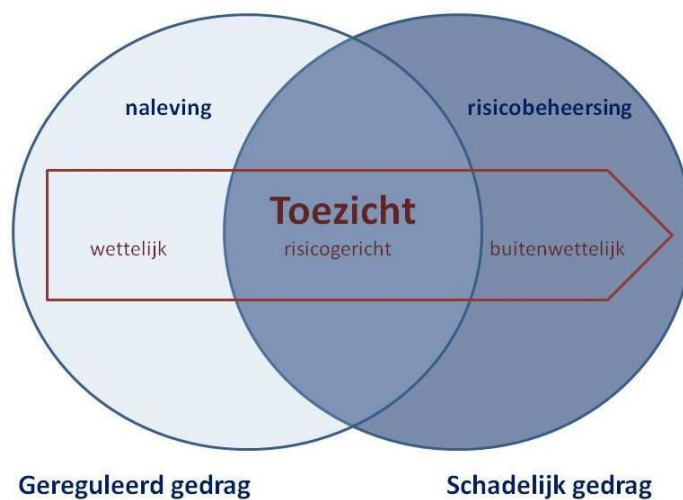 naleving risicobeheersing
Toezicht
wettelijk risicogericht buitenwettelijk
Gereguleerd gedrag Schadelijk gedrag